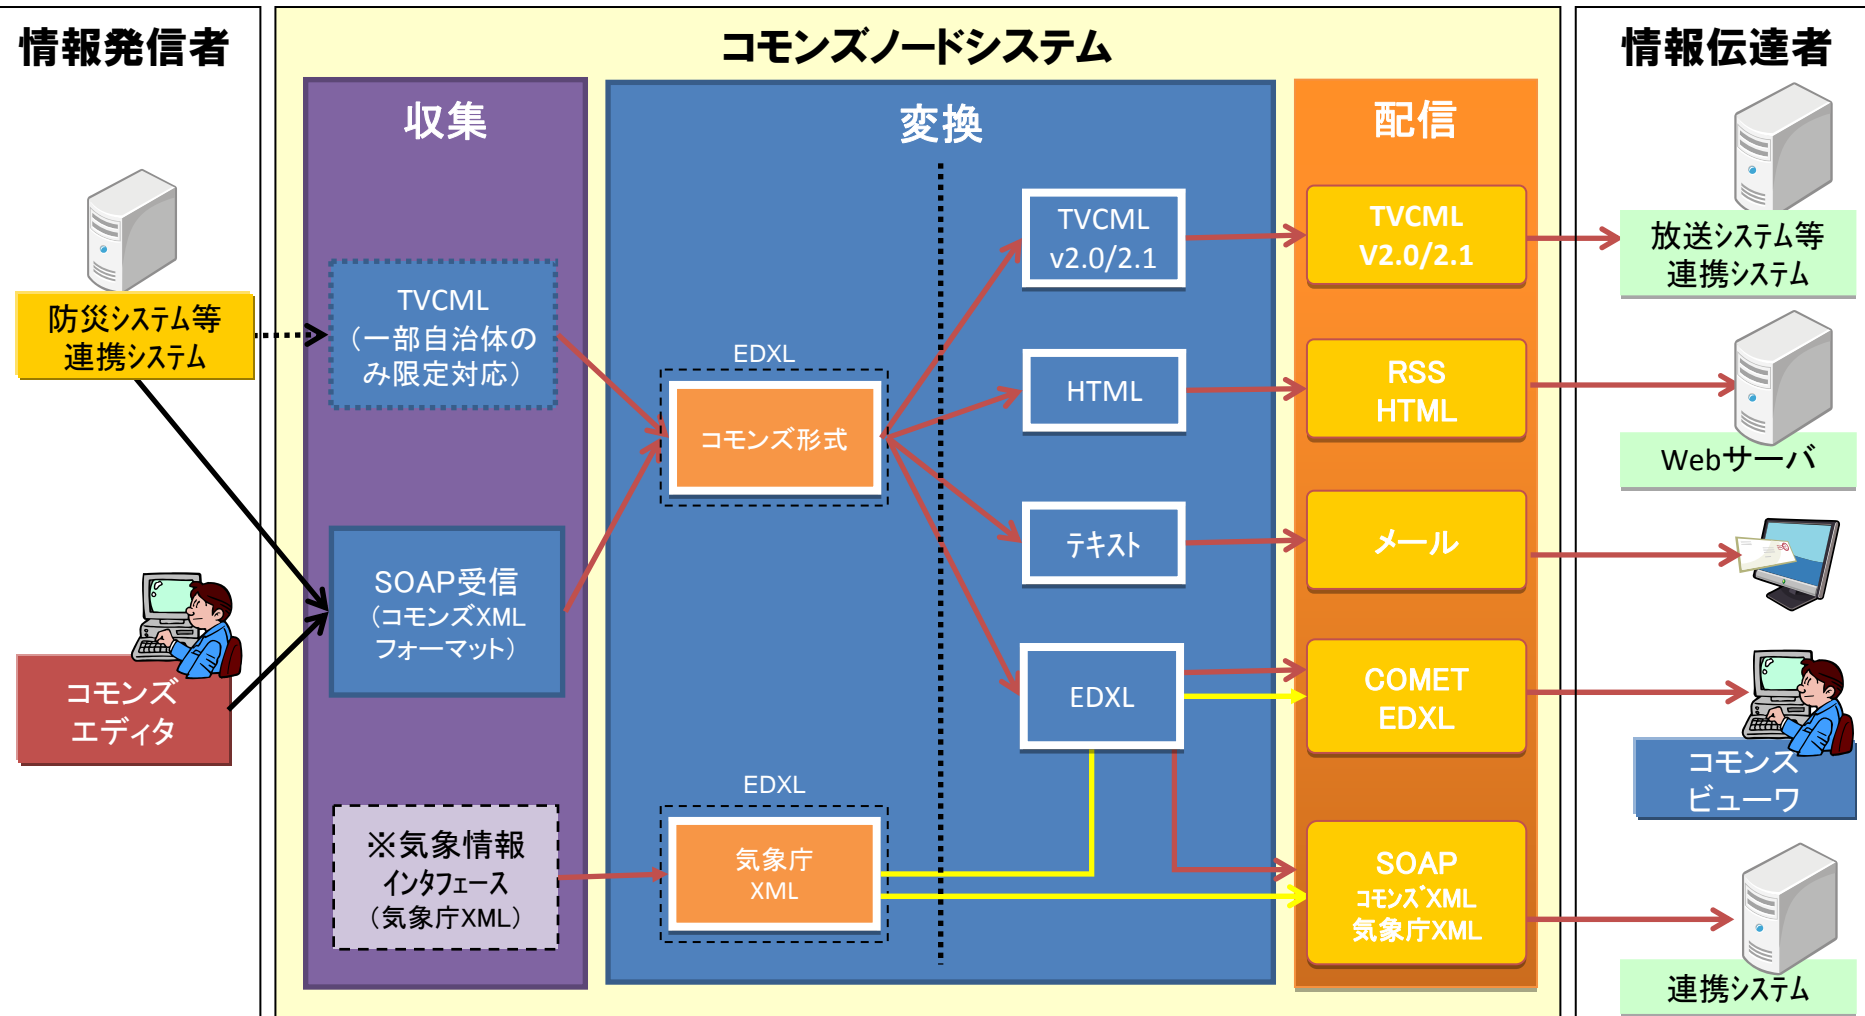 情報発信者
防災システム等
連携システム
コモンズ
エディタ
コモンズノードシステム
収集
TVCML
（一部自治体の
み限定対応）
SOAP受信
（コモンズXML
フォーマット）
※気象情報
インタフェース
（気象庁XML）
変換
EDXL
コモンズ形式
EDXL
気象庁
XML
TVCML
v2.0/2.1
HTML
テキスト
EDXL
配信
TVCML
V2.0/2.1
RSS
HTML
メール
COMET
EDXL
SOAP
コモンズXML
気象庁XML
情報伝達者
放送システム等
連携システム
Webサーバ
コモンズ
ビューワ
連携システム